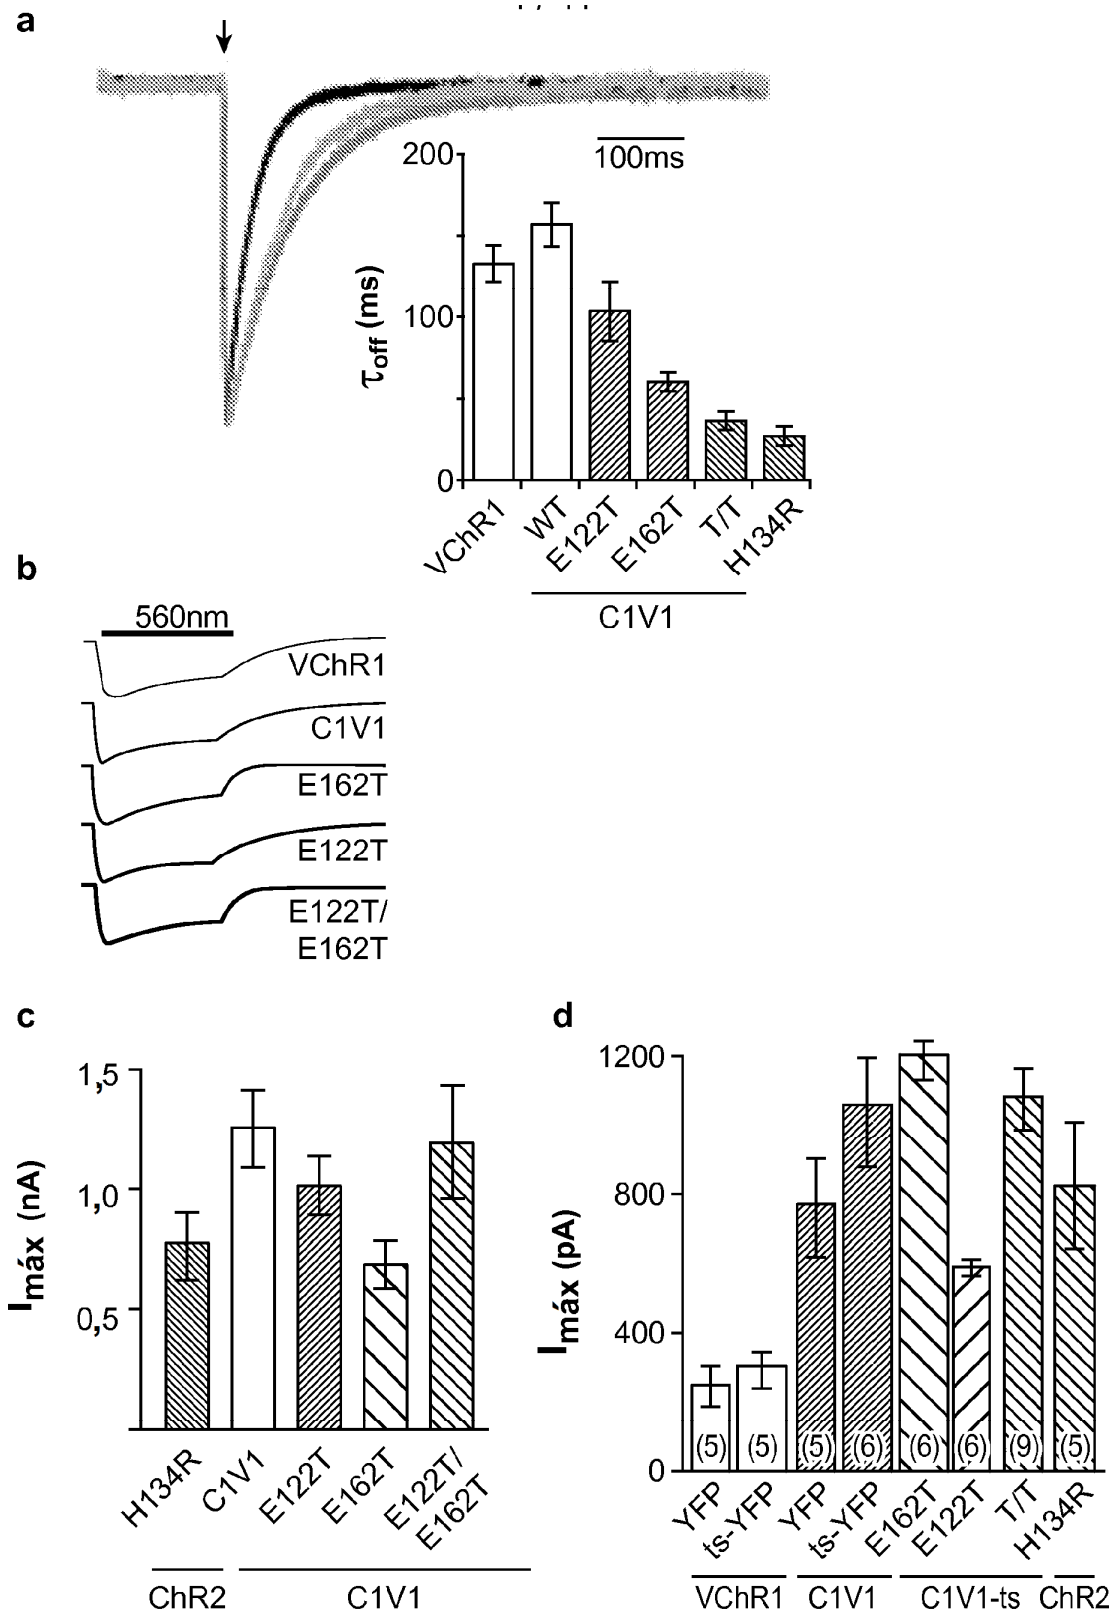 a
100ms
200
100
0
τoff (ms)
VChR1
WT
E122T
E162T
T/T
H134R
C1V1
b
560nm
VChR1
C1V1
E162T
E122T
E122T/
E162T
c
1,5
1,0
0,5
Imáx (nA)
H134R
C1V1
E122T
E162T
E122T/
E162T
ChR2
C1V1
d
1200
800
400
0
Imáx (pA)
(5)
(5)
(5)
(6)
(6)
(6)
(9)
(5)
YFP
ts-YFP
YFP
ts-YFP
E162T
E122T
T/T
H134R
VChR1
C1V1
C1V1-ts
ChR2